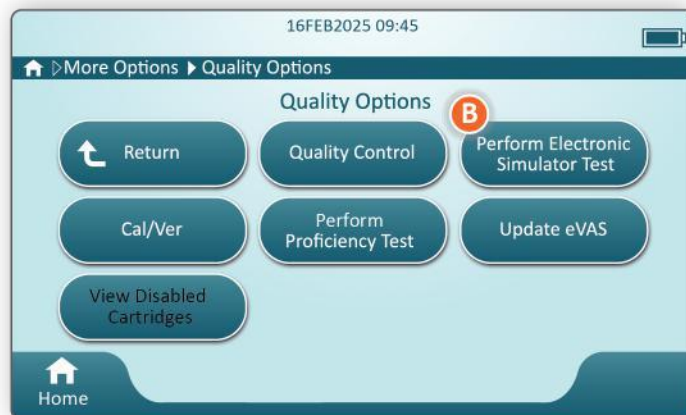 16FEB2025 09:45
More Options Quality Options
Quality Options
B
Return
Quality Control
Perform Electronic
Simulator Test
Cal/Ver
Perform
Proficiency Test
Update eVAS
View Disabled
Cartridges
Home